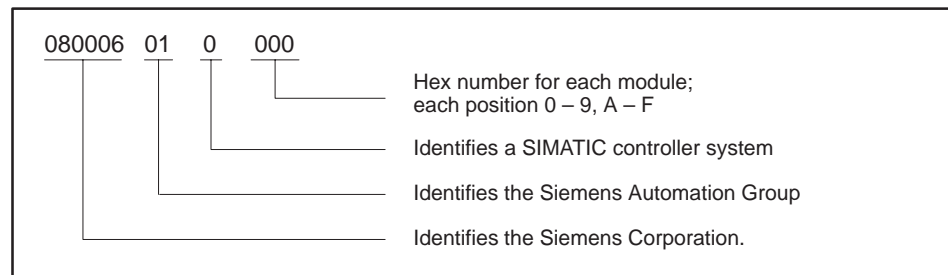 080006 01 0 000
Hex number for each module;
each position 0 – 9, A – F
Identifies a SIMATIC controller system
Identifies the Siemens Automation Group
Identifies the Siemens Corporation.